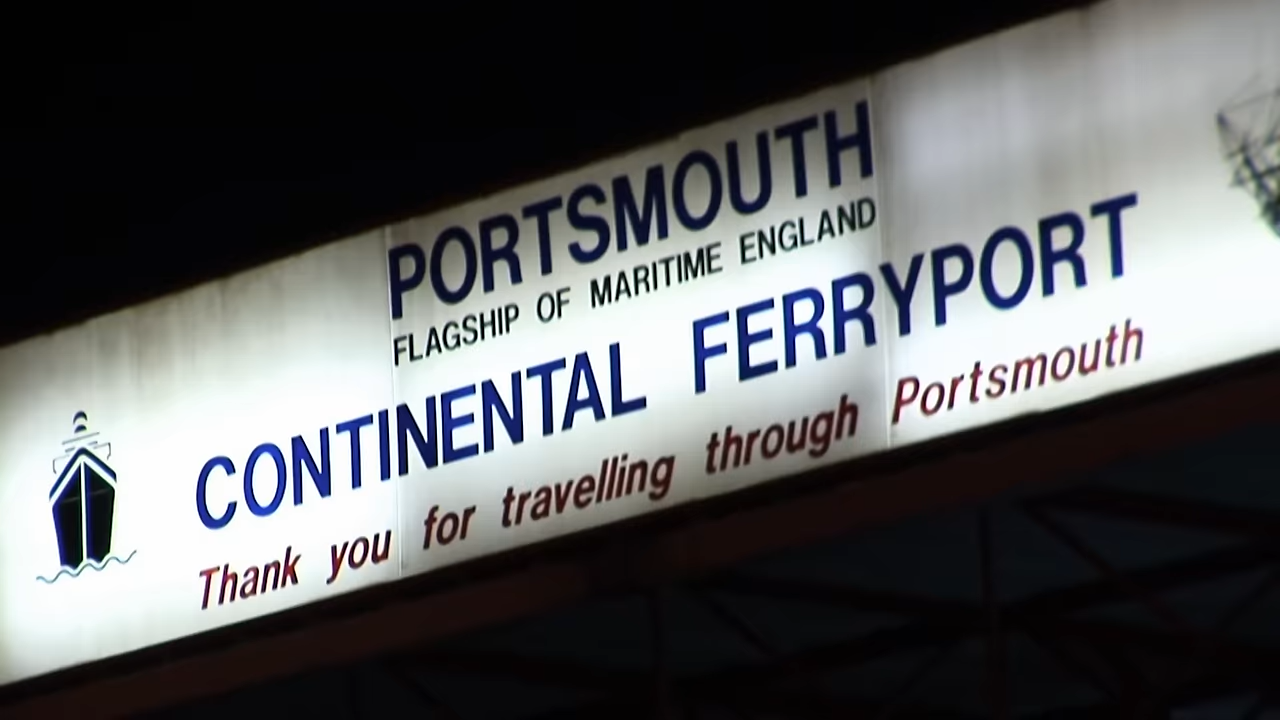 PORTSMOUTH
FLAGSHIP OF MARITIME ENGLAND
CONTINENTAL FERRYPORT
Thank you for travelling through Portsmouth